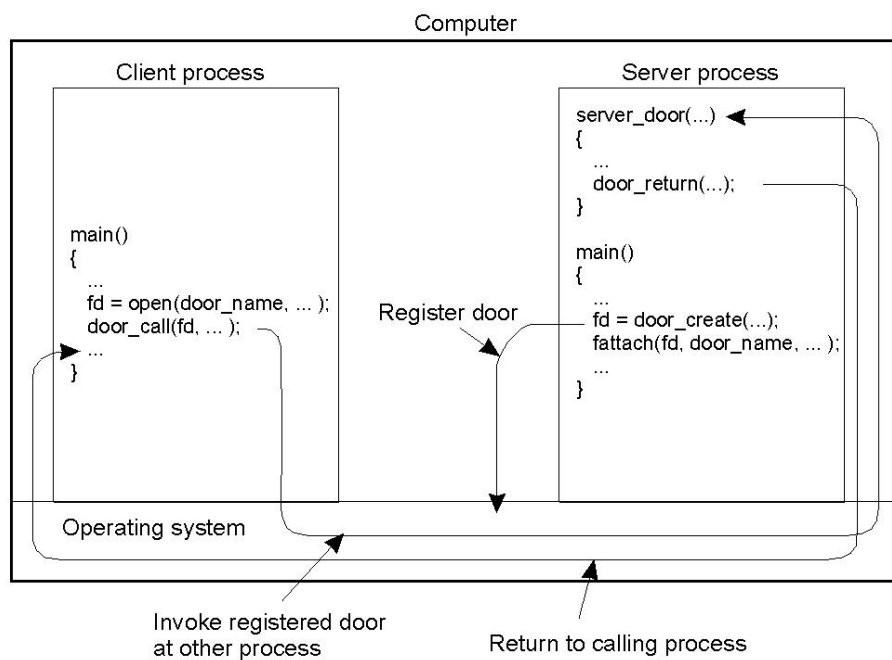 Computer
Client process
Server process
server_door(...)
{
...
door_return(...);
}
main()
{
...
fd = door_create(...);
fattach(fd, door_name, ... );
...
}
main()
{
...
fd = open(door_name, ... );
door_call(fd, ... );
...
}
Register door
Operating system
Invoke registered door
at other process
Return to calling process